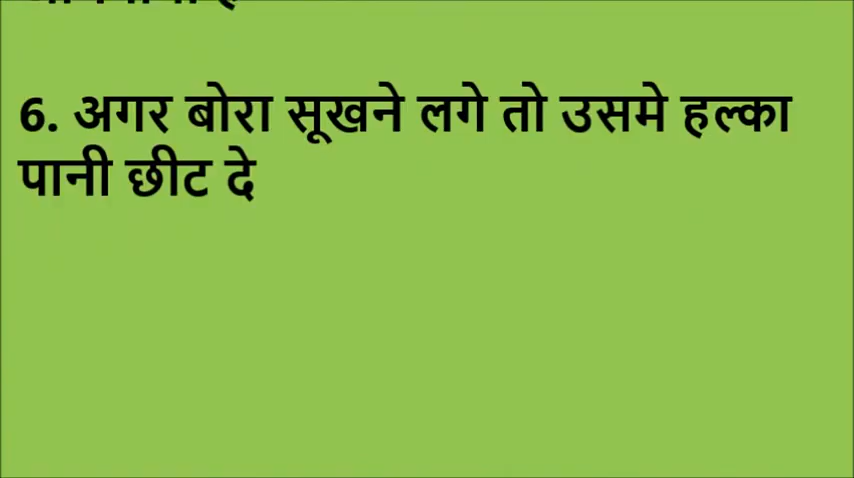 6. अगर बोरा सूखने लगे तो उसमे हल्का
पानी छीट दे